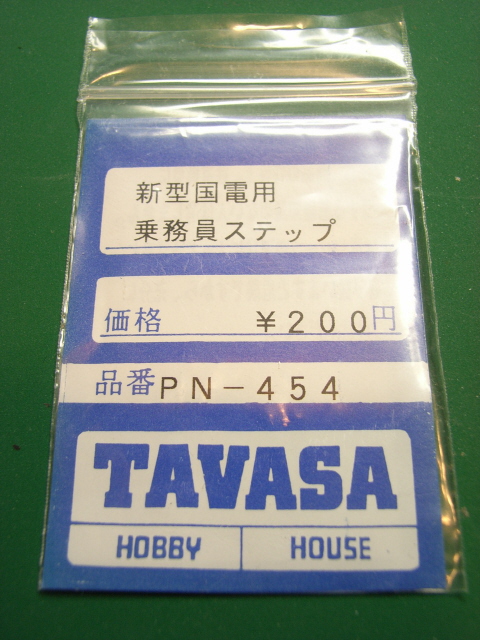 新型国電用
乗務員ステップ
価格 ￥200円
品番PN-454
TAVASA
HOBBY HOUSE